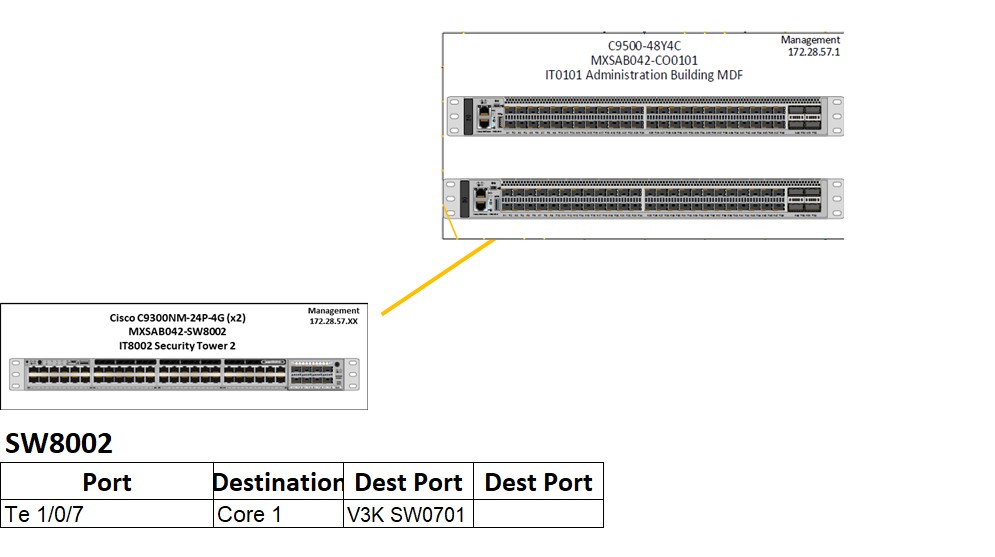 C9500-48Y4C
MXSAB042-CO0101
IT0101 Administration Building MDF
Management
172.28.57.1
Cisco C9300NM-24P-4G (x2)
MXSAB042-SW8002
IT8002 Security Tower 2
Management
172.28.57.XX
SW8002
Port Destination Dest Port Dest Port
Te 1/0/7 Core 1 V3K SW0701